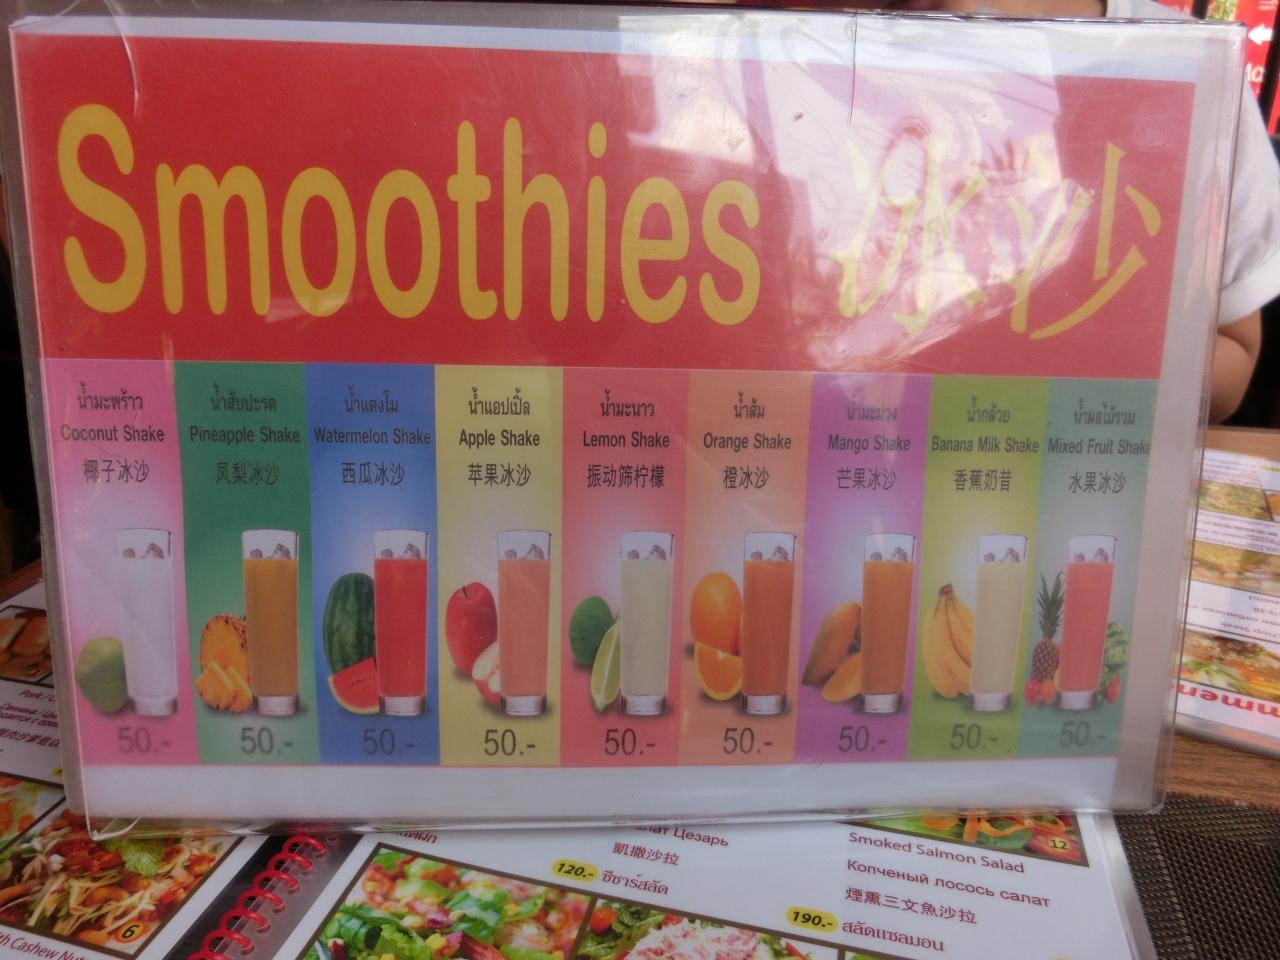 Smoothies 冰沙
น้ำมะพร้าว
Coconut Shake
椰子冰沙
50.-
น้ำสับปะรด
Pineapple Shake
凤梨冰沙
50.-
น้ำแตงโม
Watermelon Shake
西瓜冰沙
50.-
น้ำแอปเปิ้ล
Apple Shake
苹果冰沙
50.-
น้ำมะนาว
Lemon Shake
振动筛柠檬
50.-
น้ำส้ม
Orange Shake
橙冰沙
50.-
น้ำมะม่วง
Mango Shake
芒果冰沙
50.-
น้ำกล้วย
Banana Milk Shake
香蕉奶昔
50.-
น้ำผลไม้รวม
Mixed Fruit Shake
水果冰沙
50.-
Цезарь
凱撒沙拉
120.- ซีซาร์สลัด
12
Smoked Salmon Salad
Копченый лосось салат
煙熏三文魚沙拉
190.- สลัดแซลมอน
6
Cashew